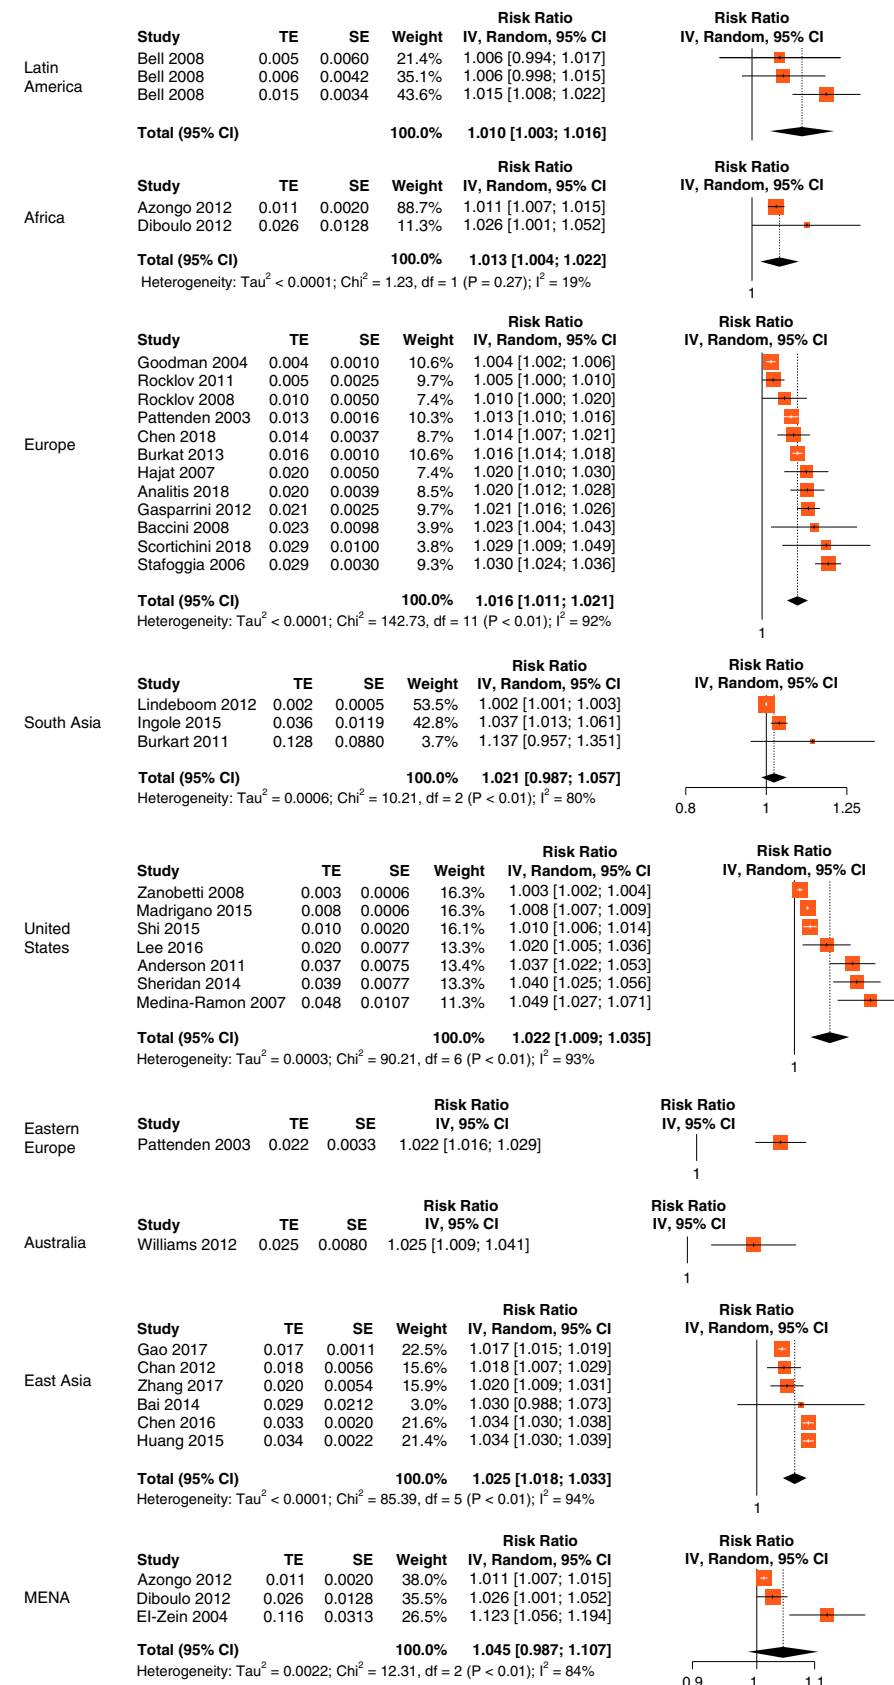 Risk Ratio Risk Ratio
Study TE SE Weight IV, Random, 95% CI IV, Random, 95% CI
Latin America
Bell 2008 0.005 0.0060 21.4% 1.006 [0.994; 1.017]
Bell 2008 0.006 0.0042 35.1% 1.006 [0.998; 1.015]
Bell 2008 0.015 0.0034 43.6% 1.015 [1.008; 1.022]
Total (95% CI) 100.0% 1.010 [1.003; 1.016]
Risk Ratio Risk Ratio
Study TE SE Weight IV, Random, 95% CI IV, Random, 95% CI
Africa
Azongo 2012 0.011 0.0020 88.7% 1.011 [1.007; 1.015]
Diboulo 2012 0.026 0.0128 11.3% 1.026 [1.001; 1.052]
Total (95% CI) 100.0% 1.013 [1.004; 1.022]
Heterogeneity: Tau² < 0.0001; Chi² = 1.23, df = 1 (P = 0.27); I² = 19%
1
Risk Ratio Risk Ratio
Study TE SE Weight IV, Random, 95% CI IV, Random, 95% CI
Europe
Goodman 2004 0.004 0.0010 10.6% 1.004 [1.002; 1.006]
Rocklov 2011 0.005 0.0025 9.7% 1.005 [1.000; 1.010]
Rocklov 2008 0.010 0.0050 7.4% 1.010 [1.000; 1.020]
Pattenden 2003 0.013 0.0016 10.3% 1.013 [1.010; 1.016]
Chen 2018 0.014 0.0037 8.7% 1.014 [1.007; 1.021]
Burkat 2013 0.016 0.0010 10.6% 1.016 [1.014; 1.018]
Hajat 2007 0.020 0.0050 7.4% 1.020 [1.010; 1.030]
Analitis 2018 0.020 0.0039 8.5% 1.020 [1.012; 1.028]
Gasparrini 2012 0.021 0.0025 9.7% 1.021 [1.016; 1.026]
Baccini 2008 0.023 0.0098 3.9% 1.023 [1.004; 1.043]
Scortichini 2018 0.029 0.0100 3.8% 1.029 [1.009; 1.049]
Stafoggia 2006 0.029 0.0030 9.3% 1.030 [1.024; 1.036]
Total (95% CI) 100.0% 1.016 [1.011; 1.021]
Heterogeneity: Tau² < 0.0001; Chi² = 142.73, df = 11 (P < 0.01); I² = 92%
1
Risk Ratio Risk Ratio
Study TE SE Weight IV, Random, 95% CI IV, Random, 95% CI
South Asia
Lindeboom 2012 0.002 0.0005 53.5% 1.002 [1.001; 1.003]
Ingole 2015 0.036 0.0119 42.8% 1.037 [1.013; 1.061]
Burkart 2011 0.128 0.0880 3.7% 1.137 [0.957; 1.351]
Total (95% CI) 100.0% 1.021 [0.987; 1.057]
Heterogeneity: Tau² = 0.0006; Chi² = 10.21, df = 2 (P < 0.01); I² = 80%
0.8 1 1.25
Risk Ratio Risk Ratio
Study TE SE Weight IV, Random, 95% CI IV, Random, 95% CI
United States
Zanobetti 2008 0.003 0.0006 16.3% 1.003 [1.002; 1.004]
Madrigano 2015 0.008 0.0006 16.3% 1.008 [1.007; 1.009]
Shi 2015 0.010 0.0020 16.1% 1.010 [1.006; 1.014]
Lee 2016 0.020 0.0077 13.3% 1.020 [1.005; 1.036]
Anderson 2011 0.037 0.0075 13.4% 1.037 [1.022; 1.053]
Sheridan 2014 0.039 0.0077 13.3% 1.040 [1.025; 1.056]
Medina-Ramon 2007 0.048 0.0107 11.3% 1.049 [1.027; 1.071]
Total (95% CI) 100.0% 1.022 [1.009; 1.035]
Heterogeneity: Tau² = 0.0003; Chi² = 90.21, df = 6 (P < 0.01); I² = 93%
1
Risk Ratio Risk Ratio
Study TE SE IV, 95% CI IV, 95% CI
Eastern Europe
Pattenden 2003 0.022 0.0033 1.022 [1.016; 1.029]
1
Risk Ratio Risk Ratio
Study TE SE IV, 95% CI IV, 95% CI
Australia
Williams 2012 0.025 0.0080 1.025 [1.009; 1.041]
1
Risk Ratio Risk Ratio
Study TE SE Weight IV, Random, 95% CI IV, Random, 95% CI
East Asia
Gao 2017 0.017 0.0011 22.5% 1.017 [1.015; 1.019]
Chan 2012 0.018 0.0056 15.6% 1.018 [1.007; 1.029]
Zhang 2017 0.020 0.0054 15.9% 1.020 [1.009; 1.031]
Bai 2014 0.029 0.0212 3.0% 1.030 [0.988; 1.073]
Chen 2016 0.033 0.0020 21.6% 1.034 [1.030; 1.038]
Huang 2015 0.034 0.0022 21.4% 1.034 [1.030; 1.039]
Total (95% CI) 100.0% 1.025 [1.018; 1.033]
Heterogeneity: Tau² < 0.0001; Chi² = 85.39, df = 5 (P < 0.01); I² = 94%
1
Risk Ratio Risk Ratio
Study TE SE Weight IV, Random, 95% CI IV, Random, 95% CI
MENA
Azongo 2012 0.011 0.0020 38.0% 1.011 [1.007; 1.015]
Diboulo 2012 0.026 0.0128 35.5% 1.026 [1.001; 1.052]
El-Zein 2004 0.116 0.0313 26.5% 1.123 [1.056; 1.194]
Total (95% CI) 100.0% 1.045 [0.987; 1.107]
Heterogeneity: Tau² = 0.0022; Chi² = 12.31, df = 2 (P < 0.01); I² = 84%
0.9 1 1.1